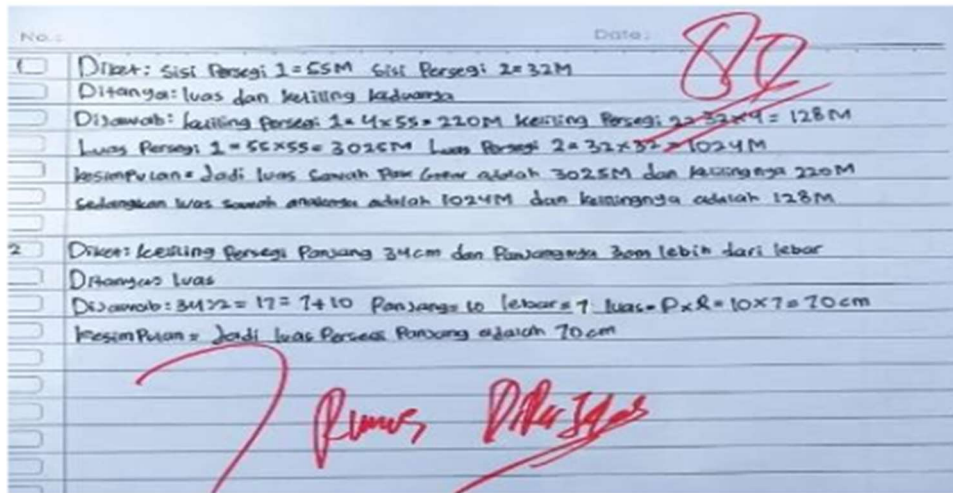 No.:
Date:
80
1 Diket: Sisi Persegi 1 = 55M Sisi Persegi 2 = 32M
Ditanya: luas dan keliling keduanya
Dijawab: keliling Persegi 1 = 4x55 = 220M keliling Persegi 2 = 32x4 = 128M
Luas Persegi 1 = 55x55 = 3025M Luas Persegi 2 = 32x32 = 1024M
kesimpulan = Jadi luas Sawah adalah 3025M dan kelilingnya 220M
sedangkan luas sawah anaknya adalah 1024M dan kelilingnya adalah 128M
2 Diket: keliling Persegi Panjang 34cm dan Panjangnya 3cm lebih dari lebar
Ditanya: luas
Dijawab: 34:2 = 17 = 7+10 Panjang = 10 lebar = 7 luas = P x l = 10x7 = 70cm
kesimpulan = Jadi luas Persegi Panjang adalah 70cm
Rumus Diperjelas